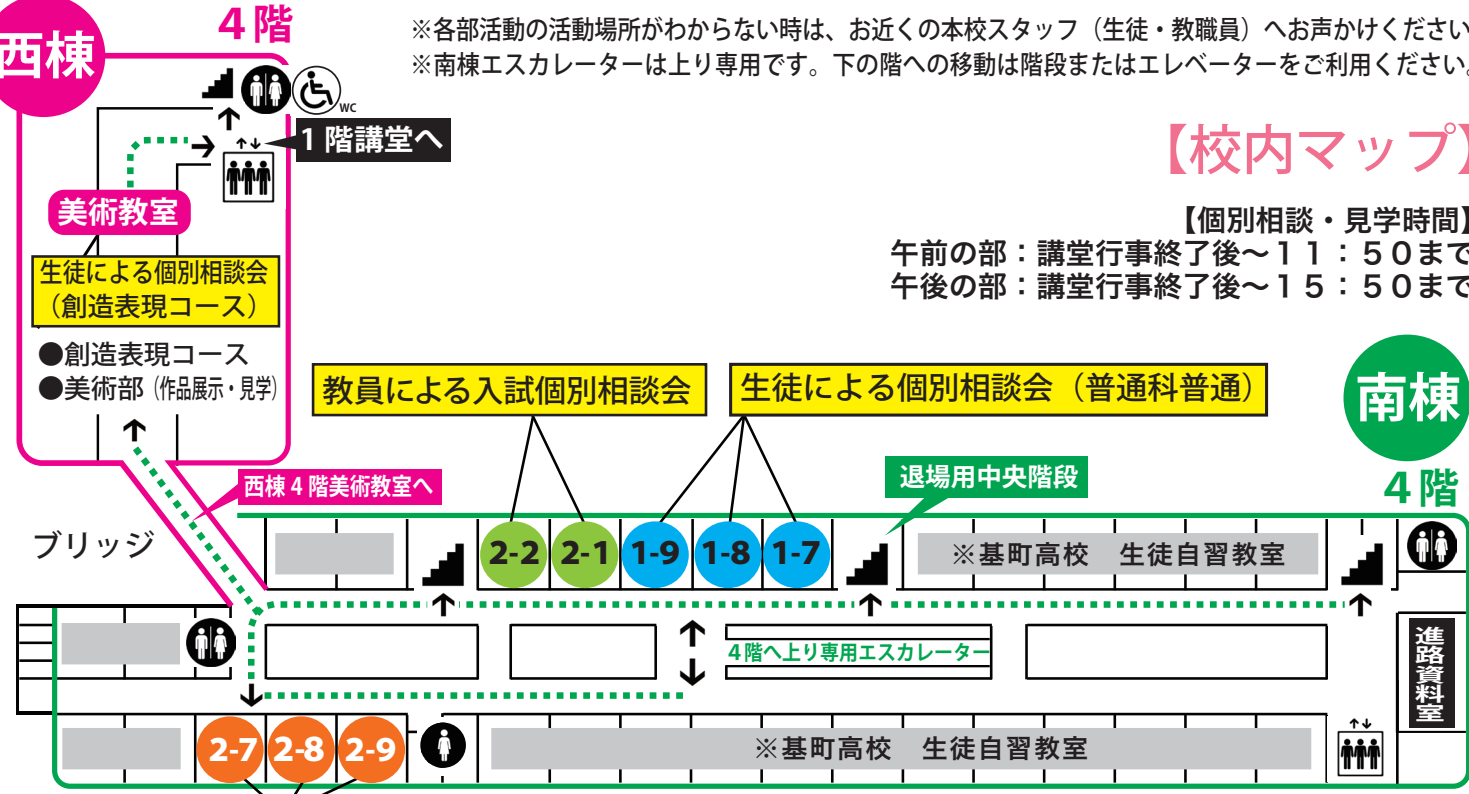 西棟
4階
※各部活動の活動場所がわからない時は、お近くの本校スタッフ（生徒・教職員）へお声かけください
※南棟エスカレーターは上り専用です。下の階への移動は階段またはエレベーターをご利用ください。
WC
1階講堂へ
【校内マップ】
美術教室
【個別相談・見学時間】
午前の部：講堂行事終了後〜１１：５０まで
午後の部：講堂行事終了後〜１５：５０まで
生徒による個別相談会
（創造表現コース）
●創造表現コース
●美術部（作品展示・見学）
教員による入試個別相談会
生徒による個別相談会（普通科普通）
南棟
4階
西棟4階美術教室へ
退場用中央階段
ブリッジ
2-2
2-1
1-9
1-8
1-7
※基町高校　生徒自習教室
4階へ上り専用エスカレーター
進路資料室
2-7
2-8
2-9
※基町高校　生徒自習教室